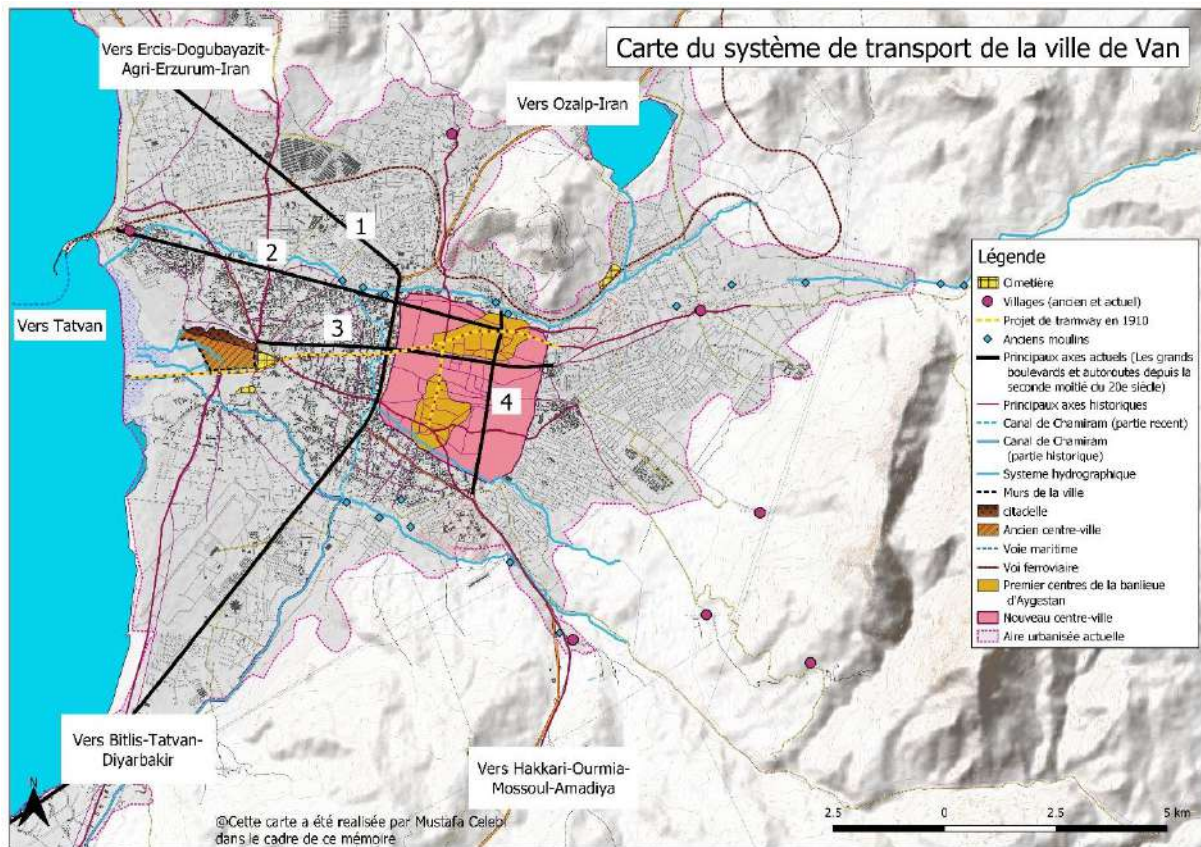 Carte du système de transport de la ville de Van
Vers Ercis-Dogubayazit-
Agri-Erzurum-Iran
Vers Ozalp-Iran
1
2
3
4
Vers Tatvan
Légende
Cimetière
Villages (ancien et actuel)
Projet de tramway en 1910
Anciens moulins
Principaux axes actuels (Les grands
boulevards et autoroutes depuis la
seconde moitié du 20e siècle)
Principaux axes historiques
Canal de Chamiram (partie recent)
Canal de Chamiram
(partie historique)
Systeme hydrographique
Murs de la ville
citadelle
Ancien centre-ville
Voie maritime
Voi ferroviaire
Premier centres de la banlieue
d'Aygestan
Nouveau centre-ville
Aire urbanisée actuelle
Vers Bitlis-Tatvan-
Diyarbakir
Vers Hakkari-Ourmia-
Mossoul-Amadiya
N
©Cette carte a été realisée par Mustafa Celebi
dans le cadre de ce mémoire
2.5 0 2.5 5 km